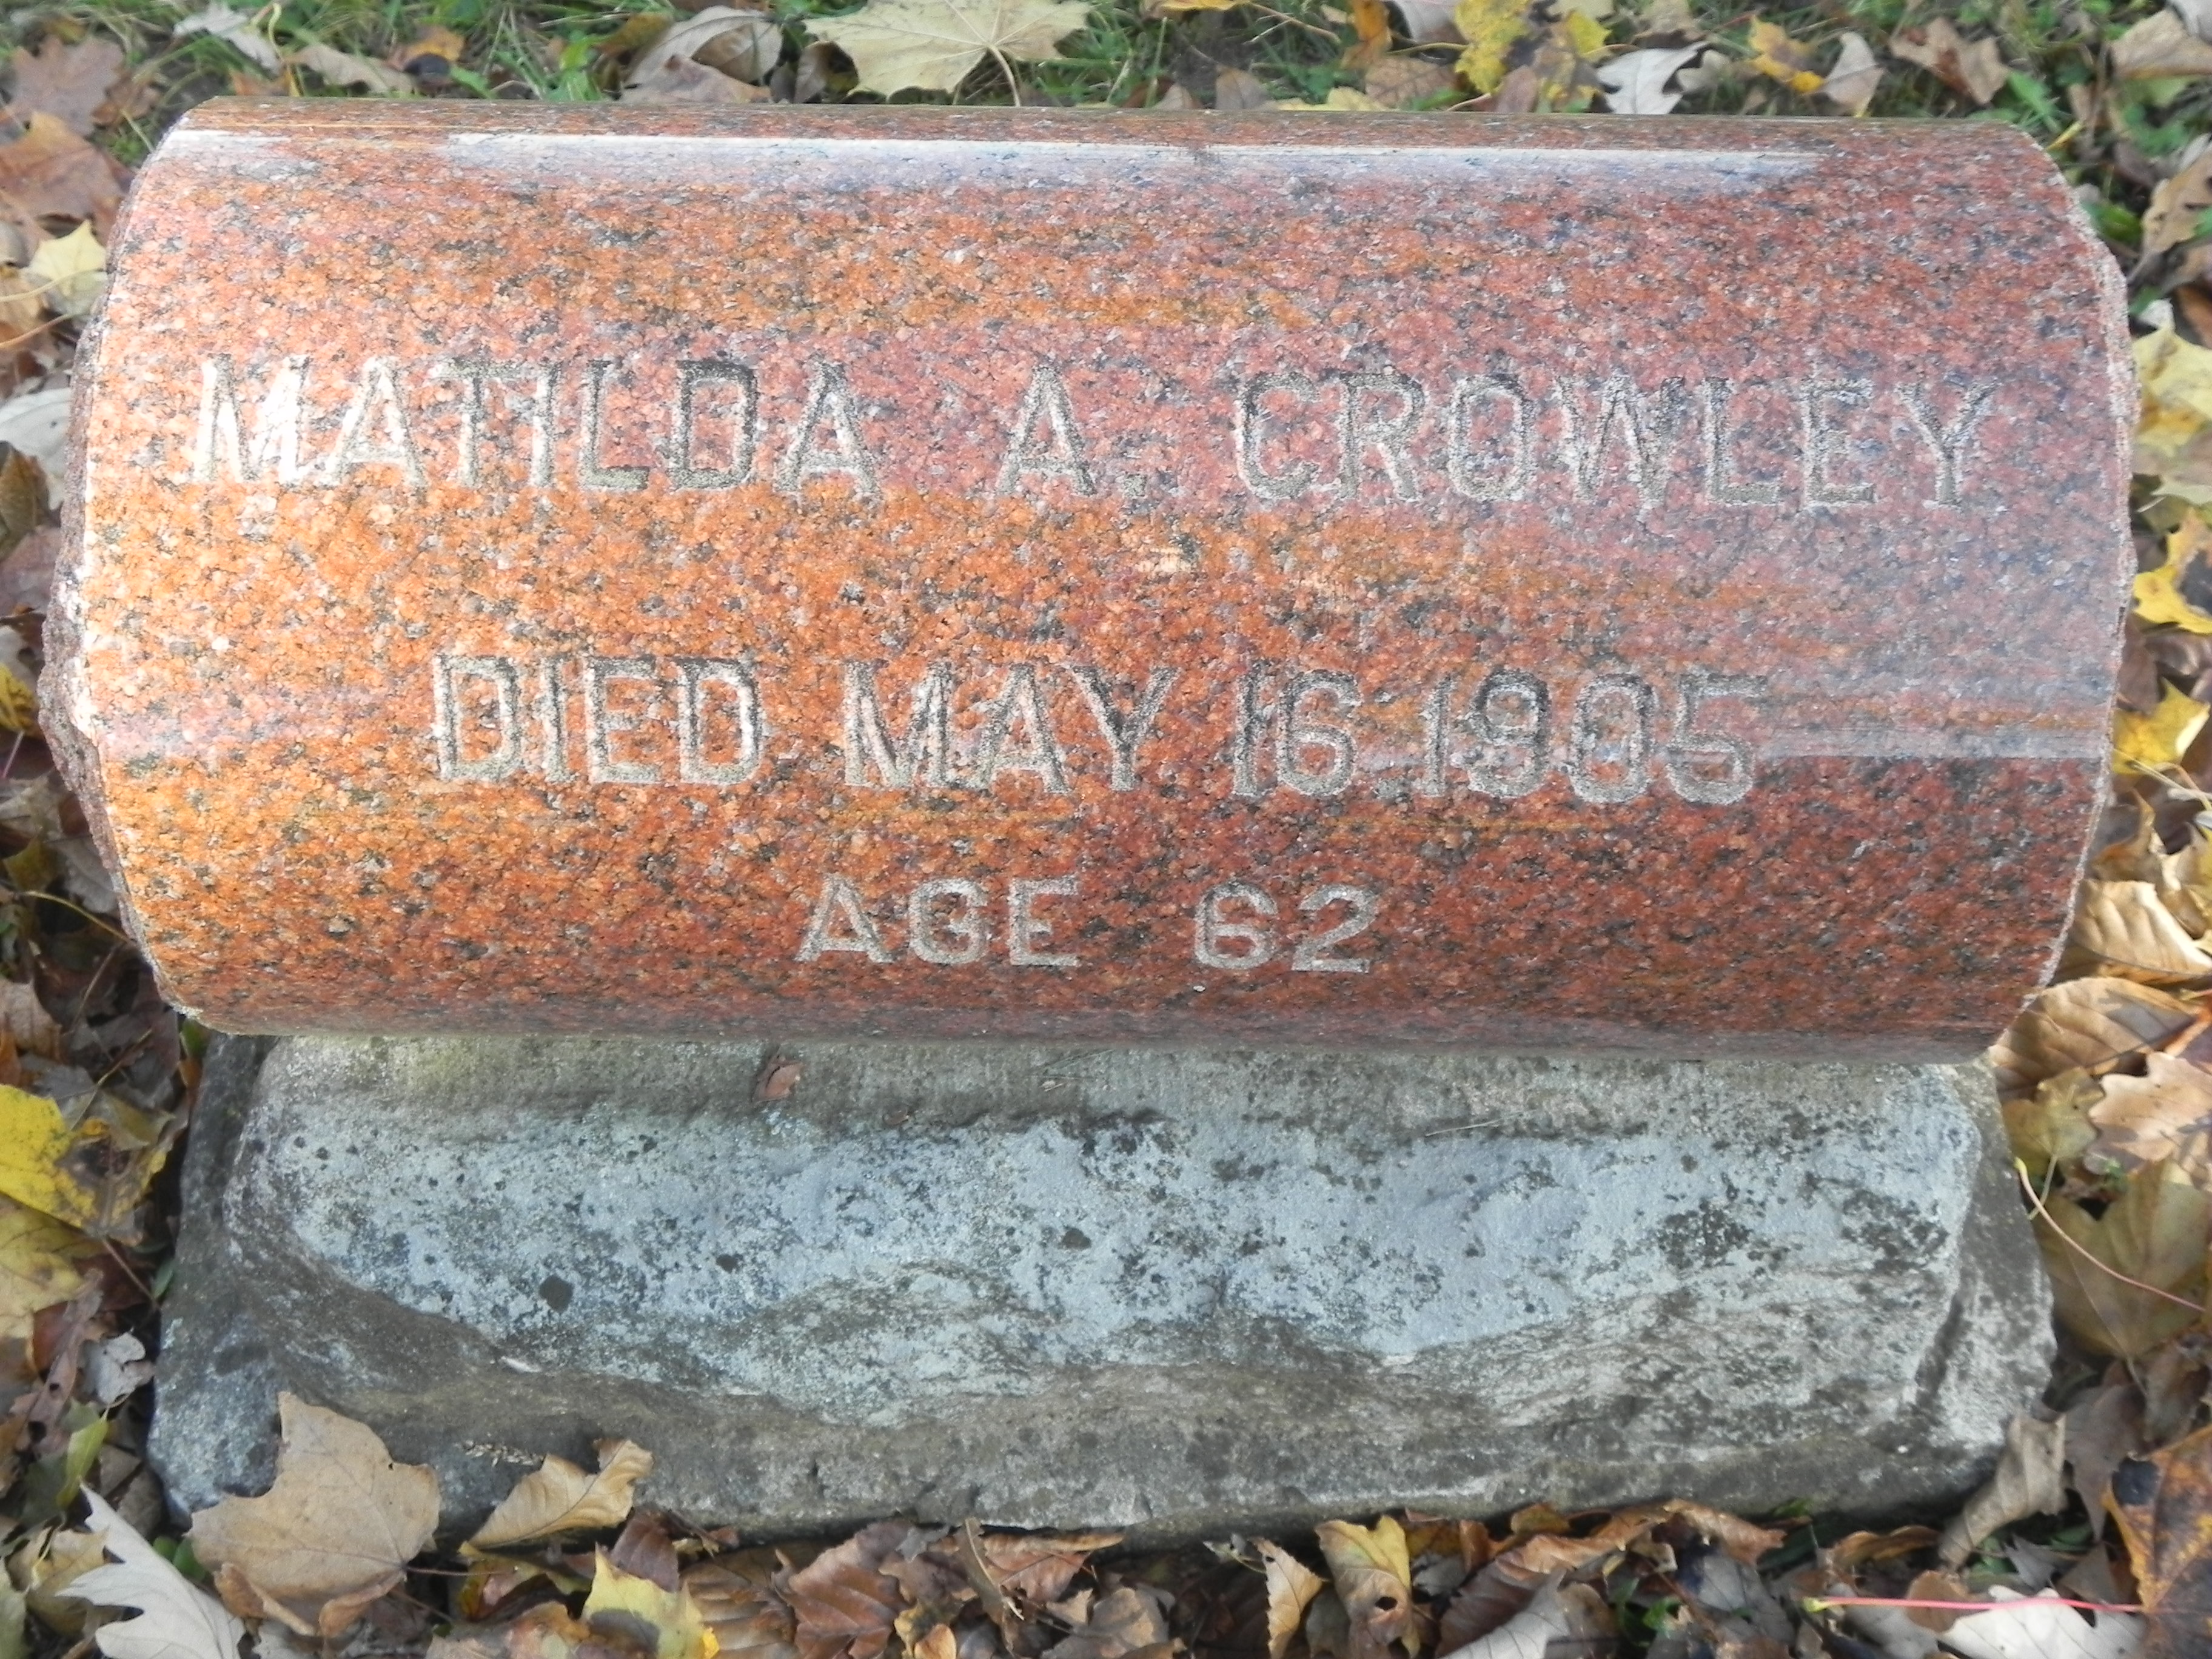 MATILDA A. CROWLEY
DIED MAY 16 1905
AGE 62